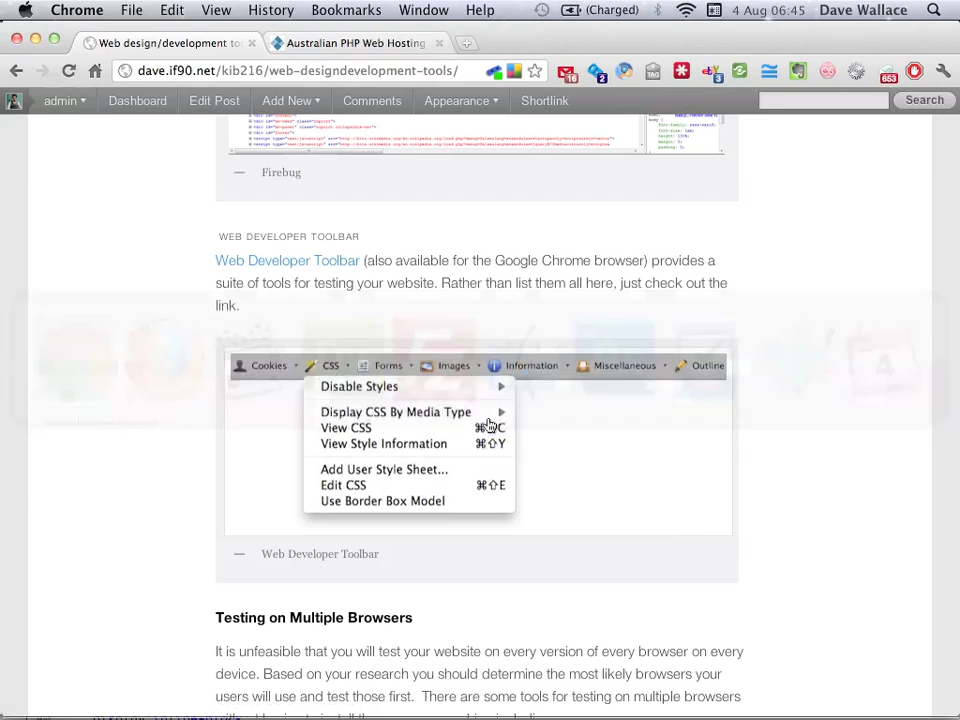 Chrome File Edit View History Bookmarks Window Help (Charged) 4 Aug 06:45 Dave Wallace
Web design/development to Australian PHP Web Hosting
dave.if90.net/kib216/web-designdevelopment-tools/ 16 2 3 653
admin Dashboard Edit Post Add New Comments Appearance Shortlink Search
— Firebug
WEB DEVELOPER TOOLBAR
Web Developer Toolbar (also available for the Google Chrome browser) provides a
suite of tools for testing your website. Rather than list them all here, just check out the
link.
Cookies CSS Forms Images Information Miscellaneous Outline
Disable Styles
Display CSS By Media Type
View CSS ⌘ C
View Style Information ⌘⇧Y
Add User Style Sheet...
Edit CSS ⌘⇧E
Use Border Box Model
— Web Developer Toolbar
Testing on Multiple Browsers
It is unfeasible that you will test your website on every version of every browser on every
device. Based on your research you should determine the most likely browsers your
users will use and test those first. There are some tools for testing on multiple browsers